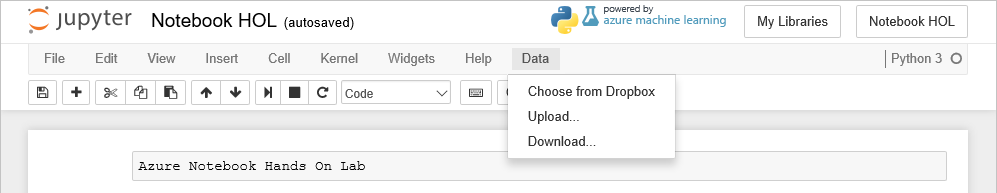 jupyter Notebook HOL (autosaved) powered by azure machine learning My Libraries Notebook HOL
File Edit View Insert Cell Kernel Widgets Help Data Python 3
Code
Choose from Dropbox
Upload...
Download...
Azure Notebook Hands On Lab